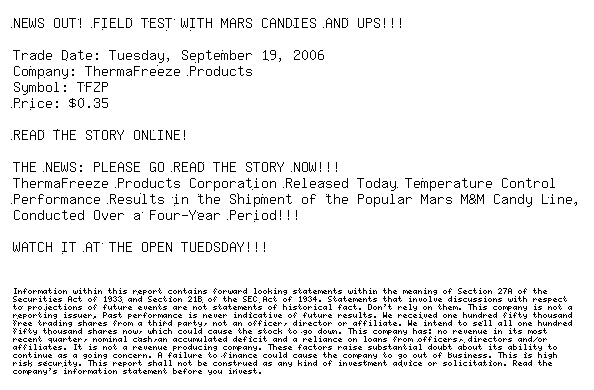 NEWS OUT! FIELD TEST WITH MARS CANDIES AND UPS!!!
Trade Date: Tuesday, September 19, 2006
Company: ThermaFreeze Products
Symbol: TFZP
Price: $0.35
READ THE STORY ONLINE!
THE NEWS: PLEASE GO READ THE STORY NOW!!!
ThermaFreeze Products Corporation Released Today Temperature Control
Performance Results in the Shipment of the Popular Mars M&M Candy Line,
Conducted Over a Four-Year Period!!!
WATCH IT AT THE OPEN TUEDSDAY!!!
Information within this report contains forward looking statements within the meaning of Section 27A of the
Securities Act of 1933 and Section 21B of the SEC Act of 1934. Statements that involve discussions with respect
to projections of future events are not statements of historical fact. Don't rely on them. This company is not a
reporting issuer. Past performance is never indicative of future results. We received one hundred fifty thousand
free trading shares from a third party, not an officer, director or affiliate. We intend to sell all one hundred
fifty thousand shares now, which could cause the stock to go down. This company has: no revenue in its most
recent quarter, nominal cash,an accumulated deficit and a reliance on loans from officers, directors and/or
affiliates. It is not a revenue producing company. These factors raise substantial doubt about its ability to
continue as a going concern. A failure to finance could cause the company to go out of business. This is high
risk security. This report shall not be construed as any kind of investment advice or solicitation. Read the
company's information statement before you invest.